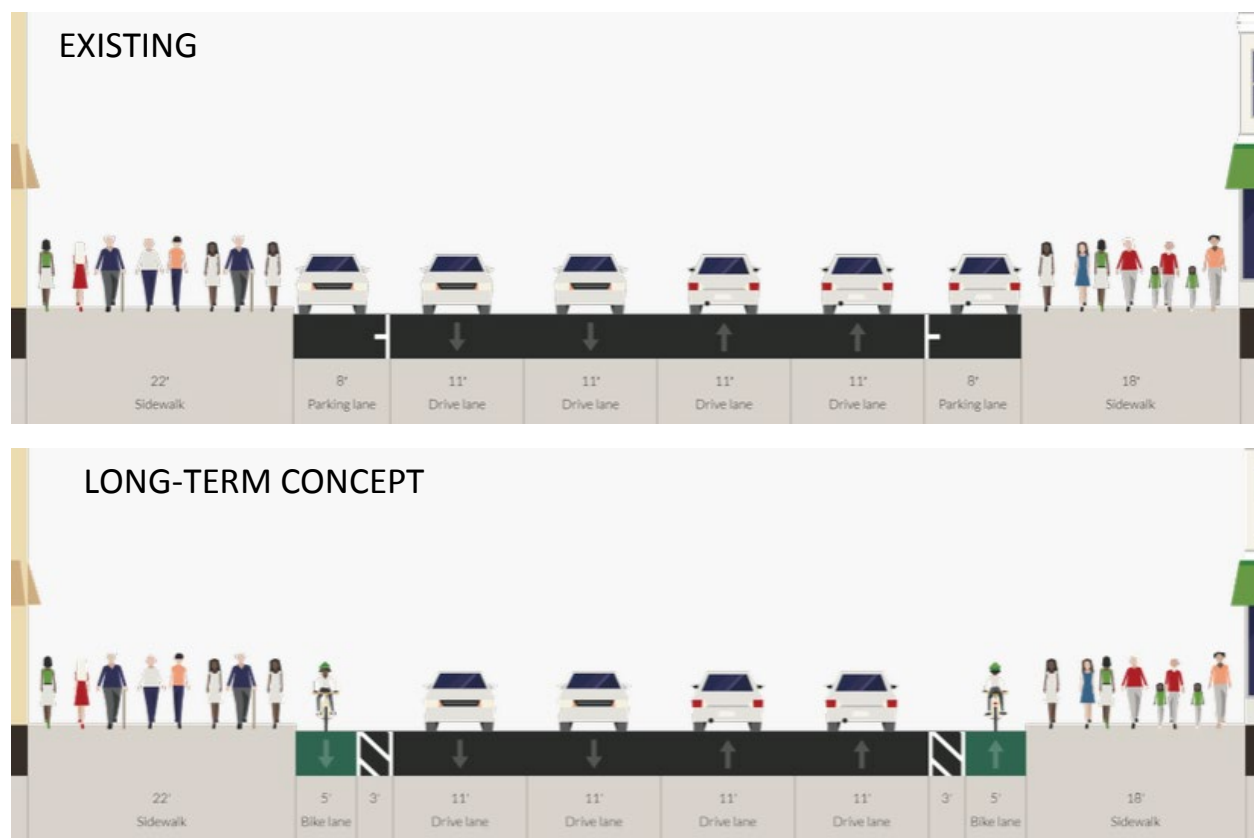 EXISTING
22' 8' 11' 11' 11' 11' 8' 18'
Sidewalk Parking lane Drive lane Drive lane Drive lane Drive lane Parking lane Sidewalk
LONG-TERM CONCEPT
22' 5' 3' 11' 11' 11' 11' 3' 5' 18'
Sidewalk Bike lane Drive lane Drive lane Drive lane Drive lane Bike lane Sidewalk